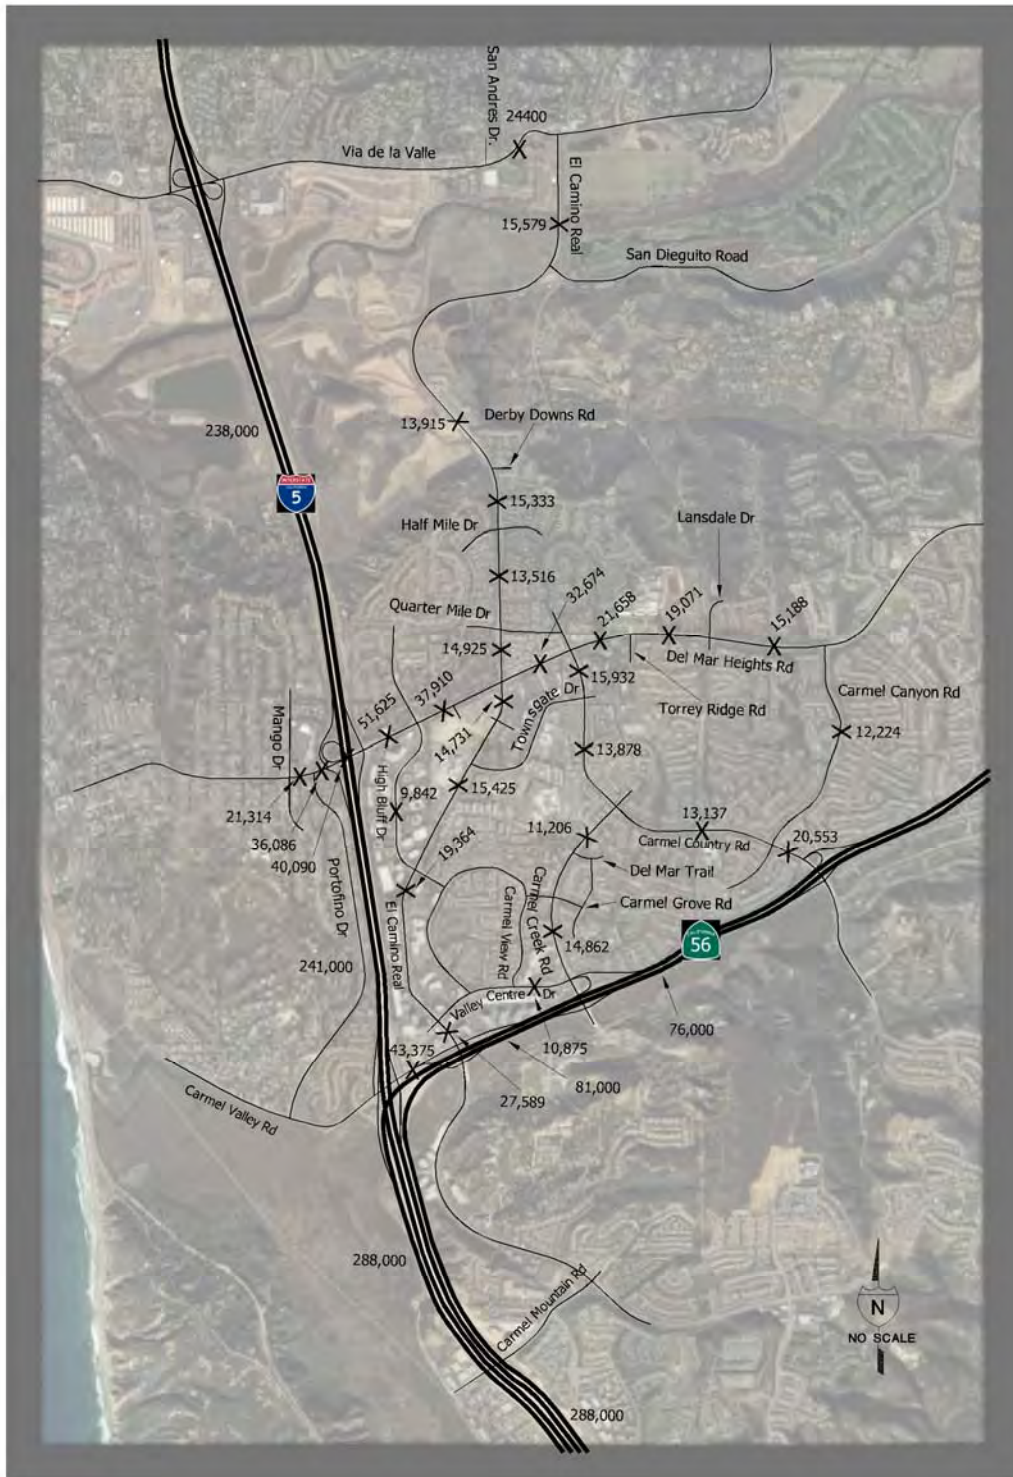 San Andres Dr.
24400
Via de la Valle
El Camino Real
15,579
San Dieguito Road
13,915
Derby Downs Rd
238,000
INTERSTATE
CALIFORNIA
5
15,333
Lansdale Dr
Half Mile Dr
13,516
32,674
21,658
19,071
15,188
Quarter Mile Dr
14,925
Del Mar Heights Rd
15,932
37,910
51,625
Townsgate Dr
Torrey Ridge Rd
Carmel Canyon Rd
12,224
Mango Dr
14,731
13,878
High Bluff Dr
9,842
15,425
21,314
36,086
40,090
19,364
11,206
13,137
Carmel Country Rd
20,553
Portofino Dr
Del Mar Trail
Carmel Grove Rd
Carmel View Rd
Carmel Creek Rd
El Camino Real
14,862
CALIFORNIA
56
241,000
Valley Centre Dr
76,000
43,375
10,875
81,000
27,589
Carmel Valley Rd
288,000
Carmel Mountain Rd
N
NO SCALE
288,000